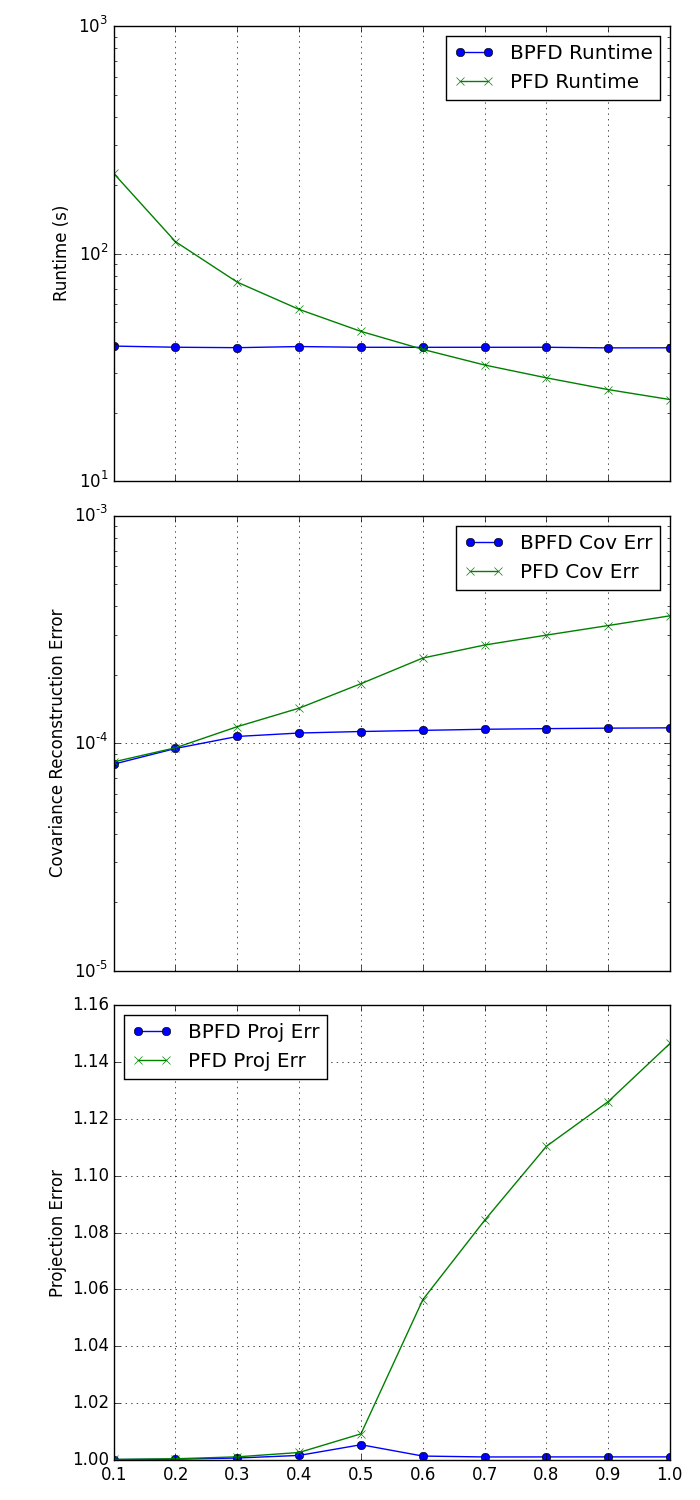 10^3
BPFD Runtime
PFD Runtime
Runtime (s)
10^2
10^1
10^-3
BPFD Cov Err
PFD Cov Err
Covariance Reconstruction Error
10^-4
10^-5
1.16
BPFD Proj Err
PFD Proj Err
1.14
1.12
1.10
Projection Error
1.08
1.06
1.04
1.02
1.00
0.1 0.2 0.3 0.4 0.5 0.6 0.7 0.8 0.9 1.0